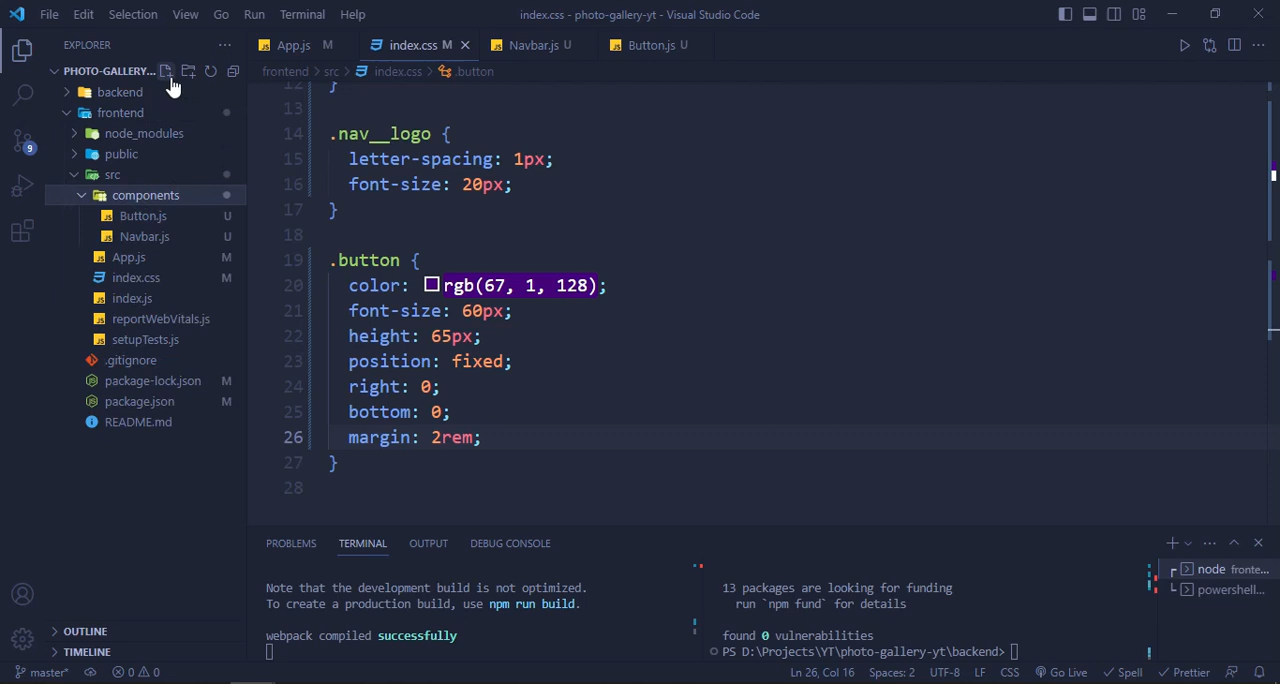 File Edit Selection View Go Run Terminal Help
index.css - photo-gallery-yt - Visual Studio Code
EXPLORER
PHOTO-GALLERY...
backend
frontend
node_modules
public
src
components
Button.js U
Navbar.js U
App.js M
index.css M
index.js
reportWebVitals.js
setupTests.js
.gitignore
package-lock.json M
package.json M
README.md
OUTLINE
TIMELINE
9
App.js M index.css M Navbar.js U Button.js U
frontend > src > index.css > .button
12 }
13
14 .nav__logo {
15 letter-spacing: 1px;
16 font-size: 20px;
17 }
18
19 .button {
20 color: rgb(67, 1, 128);
21 font-size: 60px;
22 height: 65px;
23 position: fixed;
24 right: 0;
25 bottom: 0;
26 margin: 2rem;
27 }
28
PROBLEMS TERMINAL OUTPUT DEBUG CONSOLE
Note that the development build is not optimized.
To create a production build, use npm run build.
webpack compiled successfully
13 packages are looking for funding
run `npm fund` for details
found 0 vulnerabilities
PS D:\Projects\YT\photo-gallery-yt\backend>
node fronte...
powershell...
master* 0 0 Ln 26, Col 16 Spaces: 2 UTF-8 LF CSS Go Live Spell Prettier